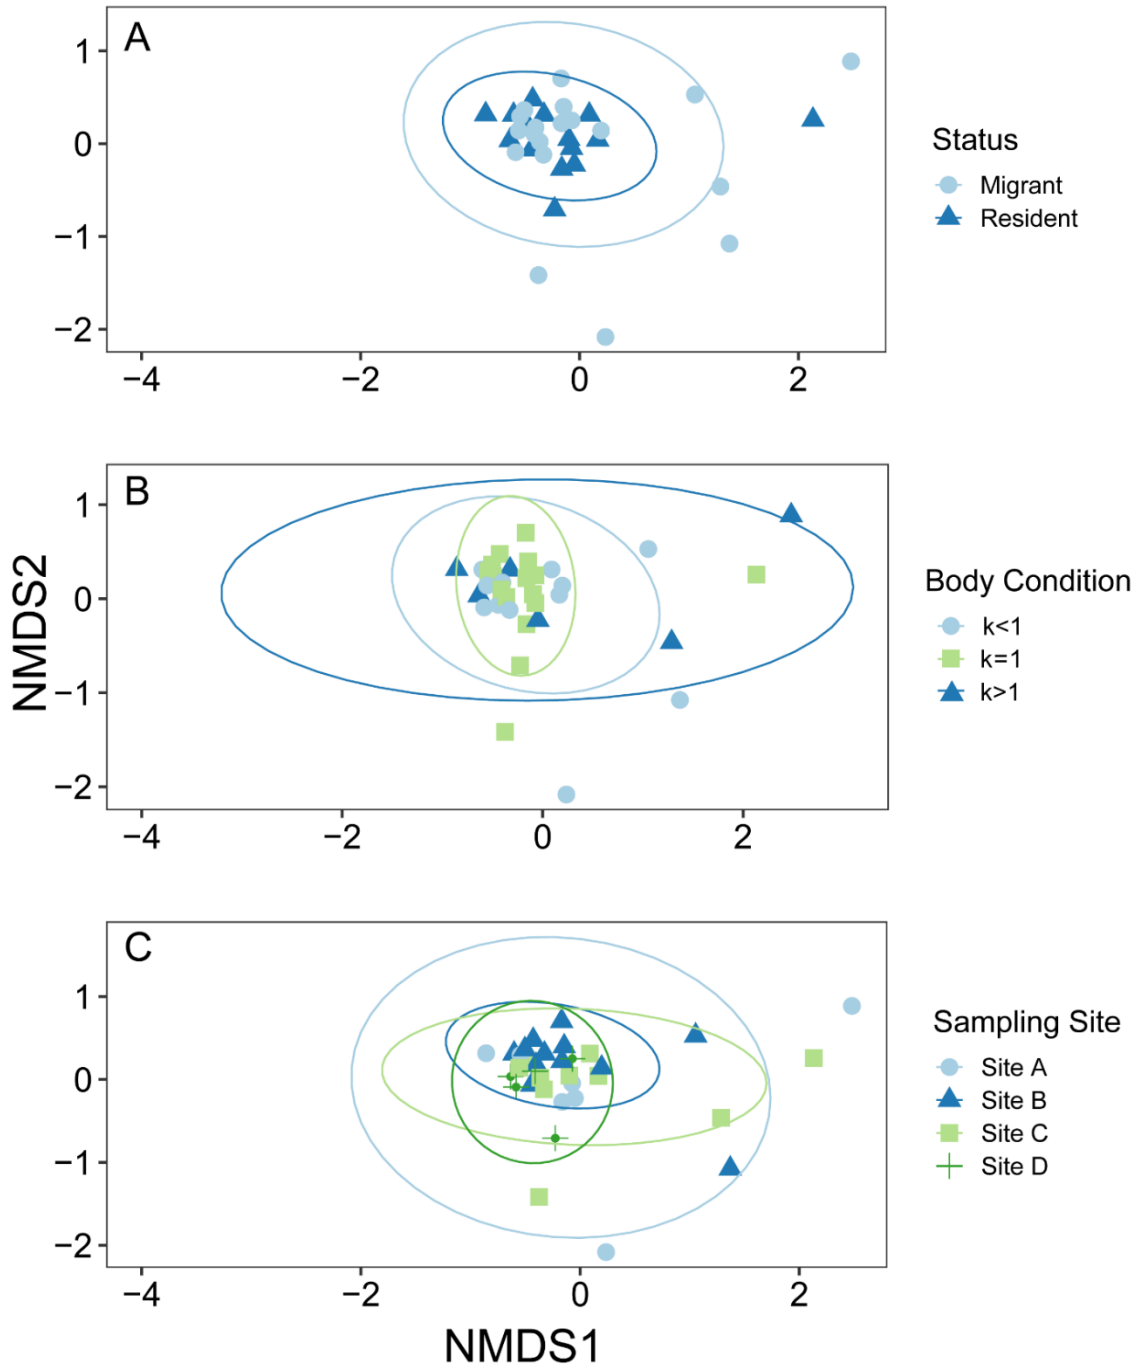 A
1
0
−1
−2
−4 −2 0 2
Status
Migrant
Resident
B
1
0
−1
−2
−4 −2 0 2
NMDS2
Body Condition
k<1
k=1
k>1
C
1
0
−1
−2
−4 −2 0 2
NMDS1
Sampling Site
Site A
Site B
Site C
Site D